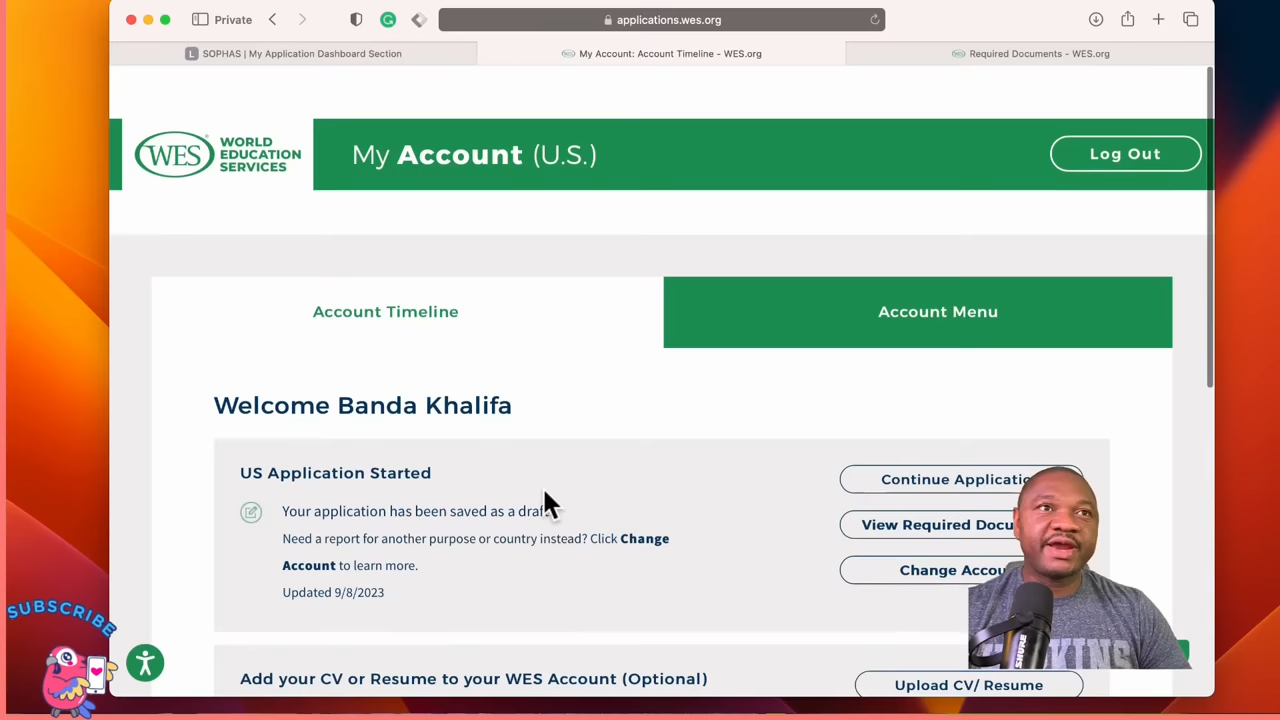 Private
applications.wes.org
SOPHAS | My Application Dashboard Section
My Account: Account Timeline - WES.org
Required Documents - WES.org
WES
WORLD
EDUCATION
SERVICES
My Account (U.S.)
Log Out
Account Timeline
Account Menu
Welcome Banda Khalifa
US Application Started
Continue Applicatio
Your application has been saved as a draf
View Required Docu
Need a report for another purpose or country instead? Click Change
Account to learn more.
Change Accou
Updated 9/8/2023
SUBSCRIBE
Add your CV or Resume to your WES Account (Optional)
Upload CV/ Resume
SHURE